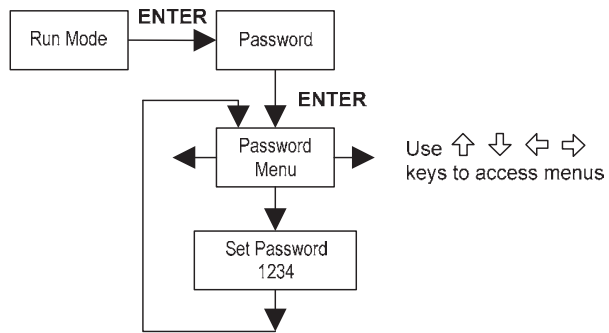 ENTER
Run Mode
Password
ENTER
Password
Menu
Use ⇧ ⇩ ⇦ ⇨
keys to access menus
Set Password
1234